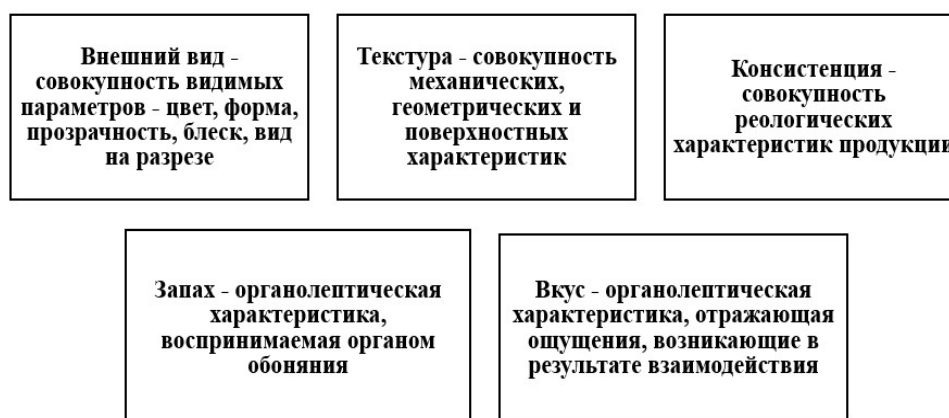 Внешний вид -
совокупность видимых
параметров - цвет, форма,
прозрачность, блеск, вид
на разрезе
Текстура - совокупность
механических,
геометрических и
поверхностных
характеристик
Консистенция -
совокупность
реологических
характеристик продукции
Запах - органолептическая
характеристика,
воспринимаемая органом
обоняния
Вкус - органолептическая
характеристика, отражающая
ощущения, возникающие в
результате взаимодействия